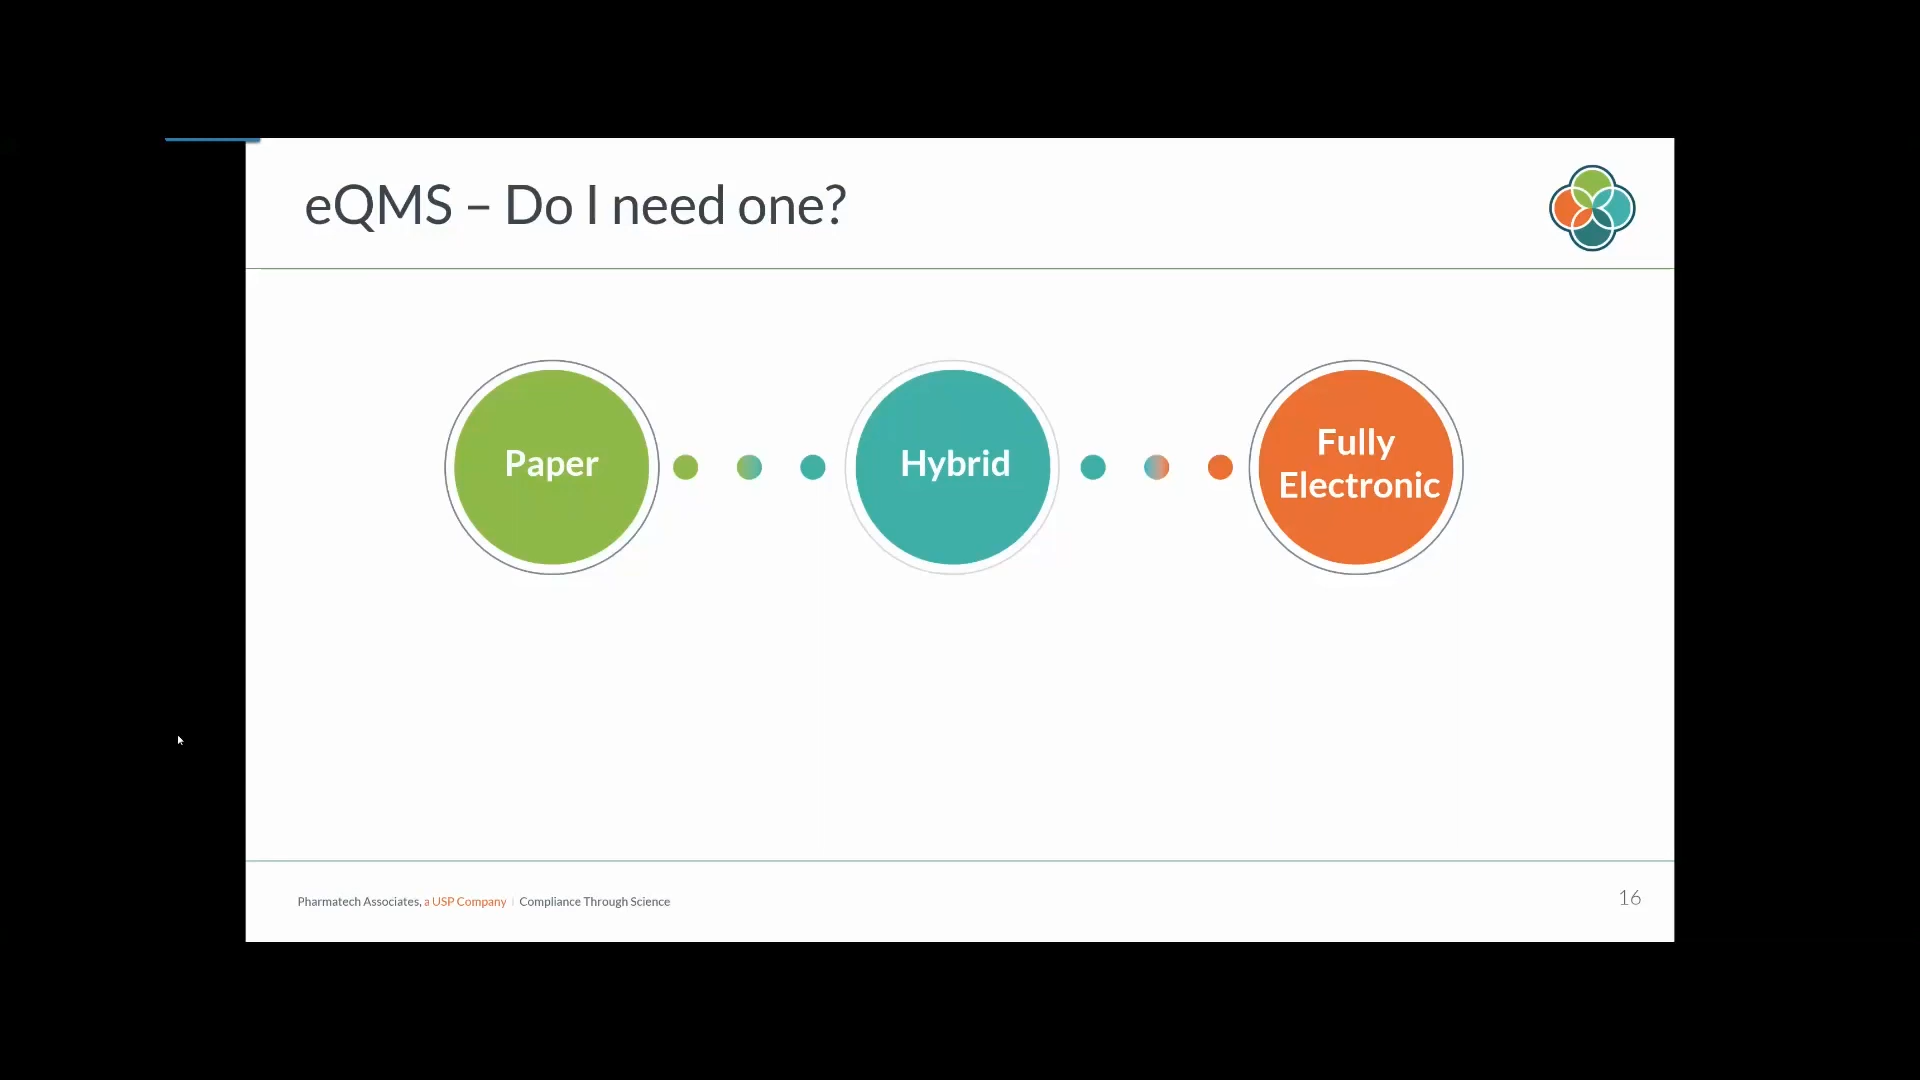 eQMS – Do I need one?
Paper
Hybrid
Fully
Electronic
Pharmatech Associates, a USP Company | Compliance Through Science
16